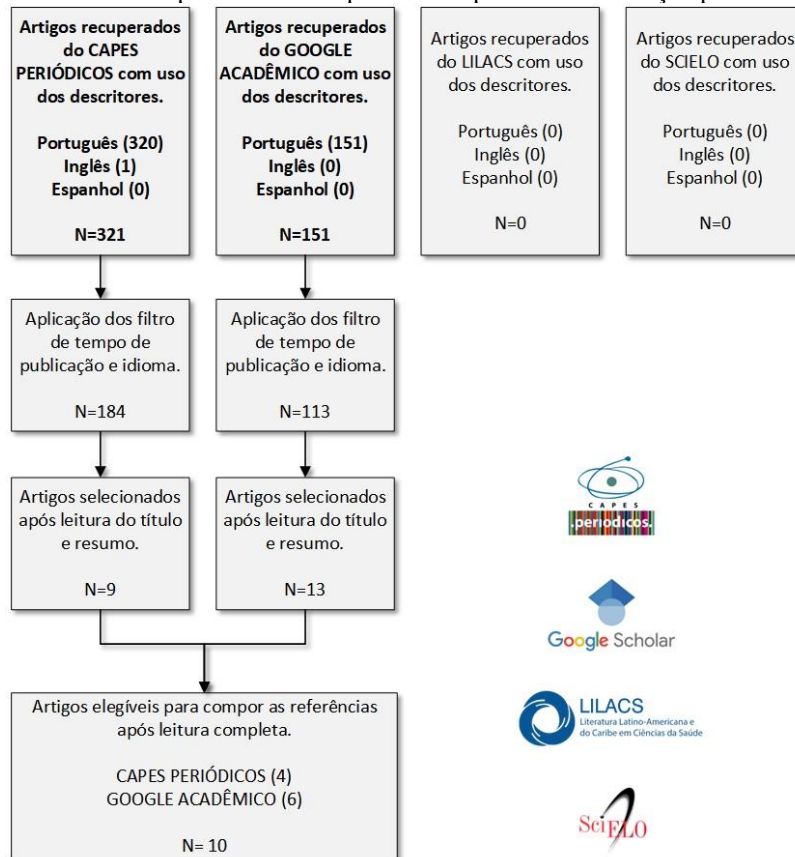 Artigos recuperados
do CAPES
PERIÓDICOS com uso
dos descritores.
Português (320)
Inglês (1)
Espanhol (0)
N=321
Artigos recuperados
do GOOGLE
ACADÊMICO com uso
dos descritores.
Português (151)
Inglês (0)
Espanhol (0)
N=151
Artigos recuperados
do LILACS com uso
dos descritores.
Português (0)
Inglês (0)
Espanhol (0)
N=0
Artigos recuperados
do SCIELO com uso
dos descritores.
Português (0)
Inglês (0)
Espanhol (0)
N=0
Aplicação dos filtro
de tempo de
publicação e idioma.
N=184
Aplicação dos filtro
de tempo de
publicação e idioma.
N=113
Artigos selecionados
após leitura do título
e resumo.
N=9
Artigos selecionados
após leitura do título
e resumo.
N=13
Artigos elegíveis para compor as referências
após leitura completa.
CAPES PERIÓDICOS (4)
GOOGLE ACADÊMICO (6)
N= 10
CAPES
.periodicos.
Google Scholar
LILACS
Literatura Latino-Americana e
do Caribe em Ciências da Saúde
SciELO